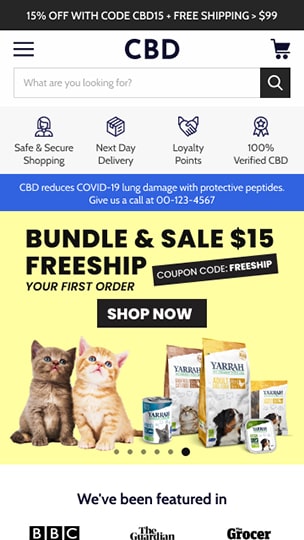 15% OFF WITH CODE CBD15 + FREE SHIPPING > $99
CBD
What are you looking for?
Safe & Secure Shopping
Next Day Delivery
Loyalty Points
100% Verified CBD
CBD reduces COVID-19 lung damage with protective peptides.
Give us a call at 00-123-4567
BUNDLE & SALE $15
FREESHIP
COUPON CODE: FREESHIP
YOUR FIRST ORDER
SHOP NOW
YARRAH
YARRAH
YARRAH
YARRAH
We've been featured in
BBC
The Guardian
The Grocer